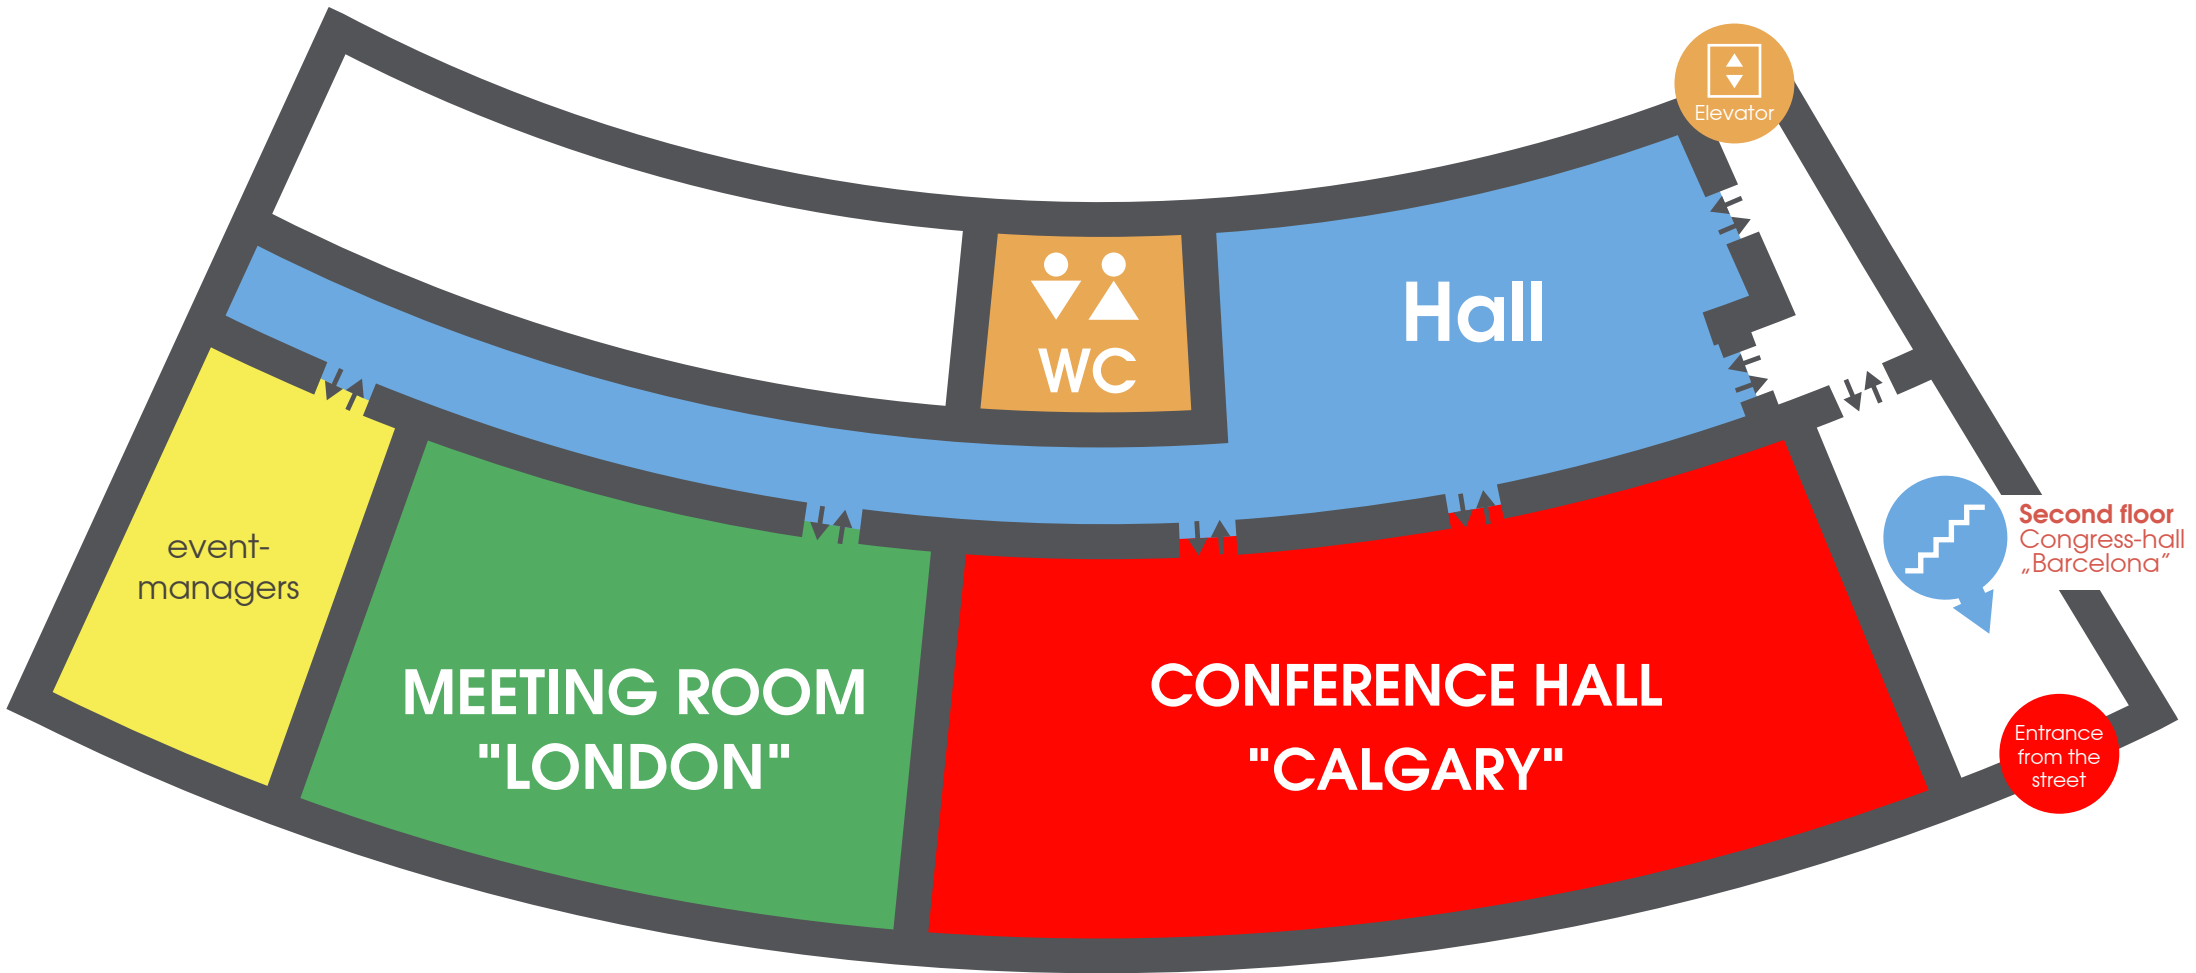 Elevator
Hall
WC
Second floor
Congress-hall
„Barcelona“
event-
managers
MEETING ROOM
"LONDON"
CONFERENCE HALL
"CALGARY"
Entrance
from the
street